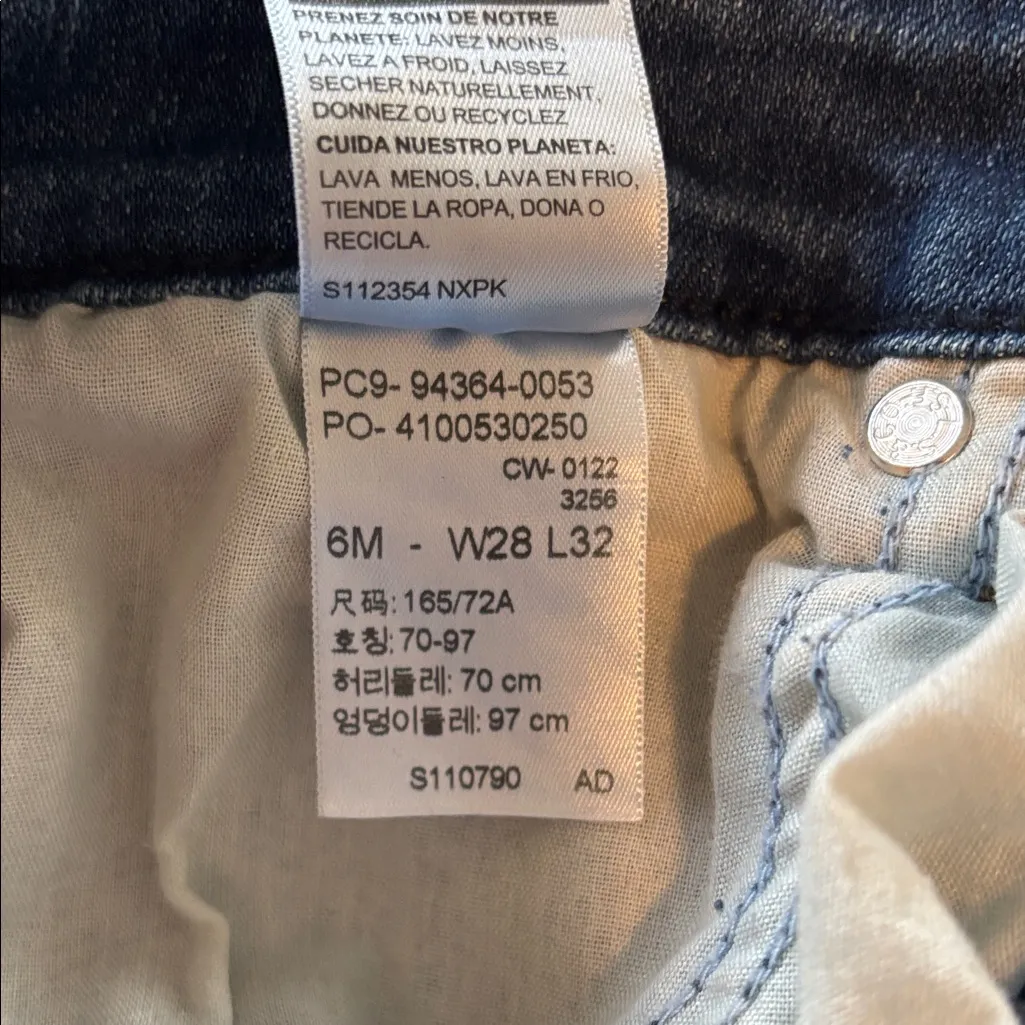 PRENEZ SOIN DE NOTRE
PLANETE: LAVEZ MOINS,
LAVEZ A FROID, LAISSEZ
SECHER NATURELLEMENT,
DONNEZ OU RECYCLEZ
CUIDA NUESTRO PLANETA:
LAVA MENOS, LAVA EN FRIO,
TIENDE LA ROPA, DONA O
RECICLA.
S112354 NXPK
PC9- 94364-0053
PO- 4100530250
CW- 0122
3256
6M - W28 L32
尺码: 165/72A
호칭: 70-97
허리둘레: 70 cm
엉덩이둘레: 97 cm
S110790 AD